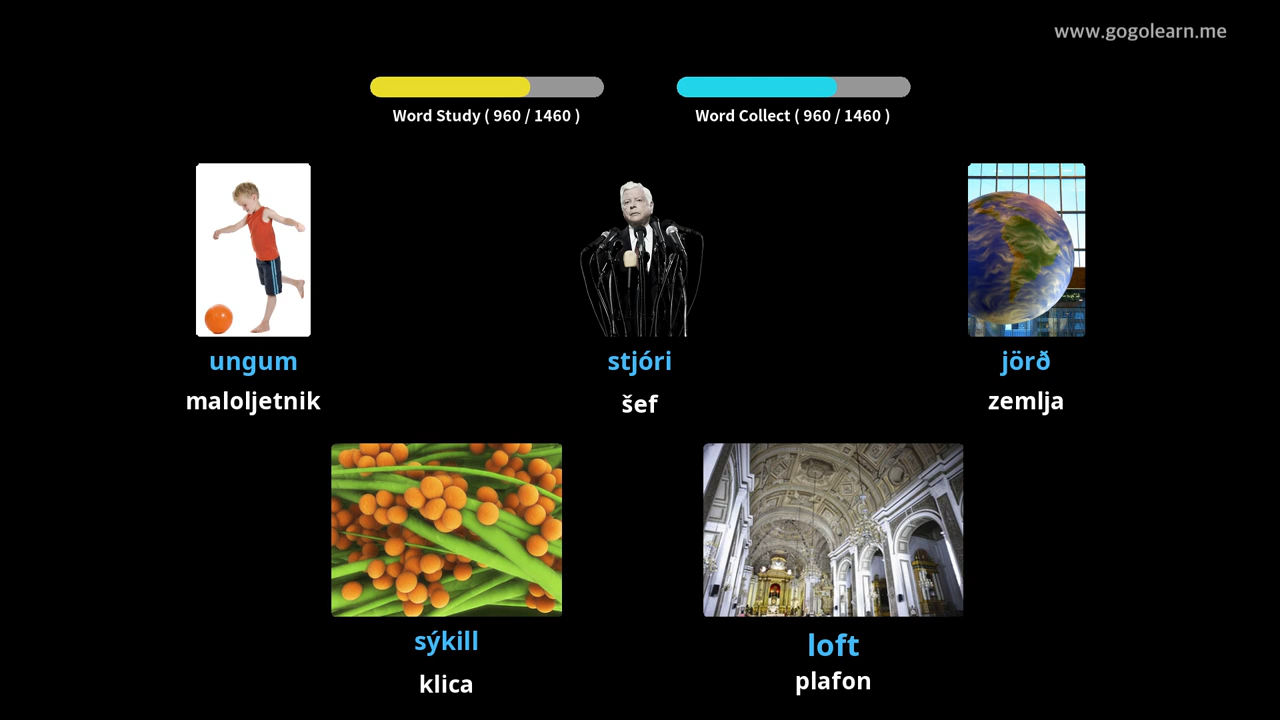 www.gogolearn.me
Word Study ( 960 / 1460 )
Word Collect ( 960 / 1460 )
ungum
stjóri
jörð
maloljetnik
šef
zemlja
sýkill
loft
klica
plafon